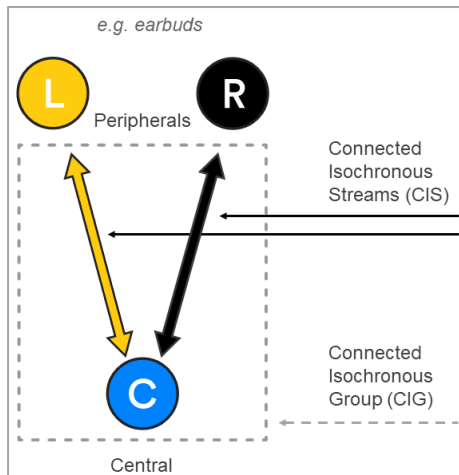 e.g. earbuds
L
R
Peripherals
Connected
Isochronous
Streams (CIS)
Connected
Isochronous
Group (CIG)
C
Central